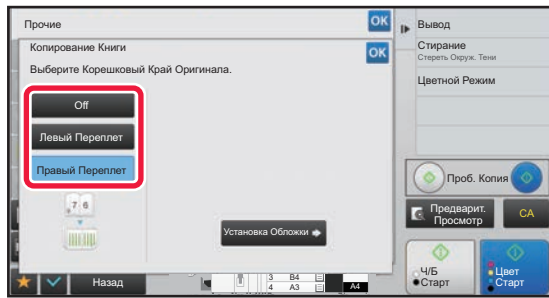 Прочие
OK
Копирование Книги
OK
Выберите Корешковый Край Оригинала.
Off
Левый Переплет
Правый Переплет
7 6
Установка Обложки
Назад
3 B4
4 A3
A4
Вывод
Стирание
Стереть Окруж. Тени
Цветной Режим
Проб. Копия
Предварит.
Просмотр
CA
Ч/Б
Старт
Цвет
Старт